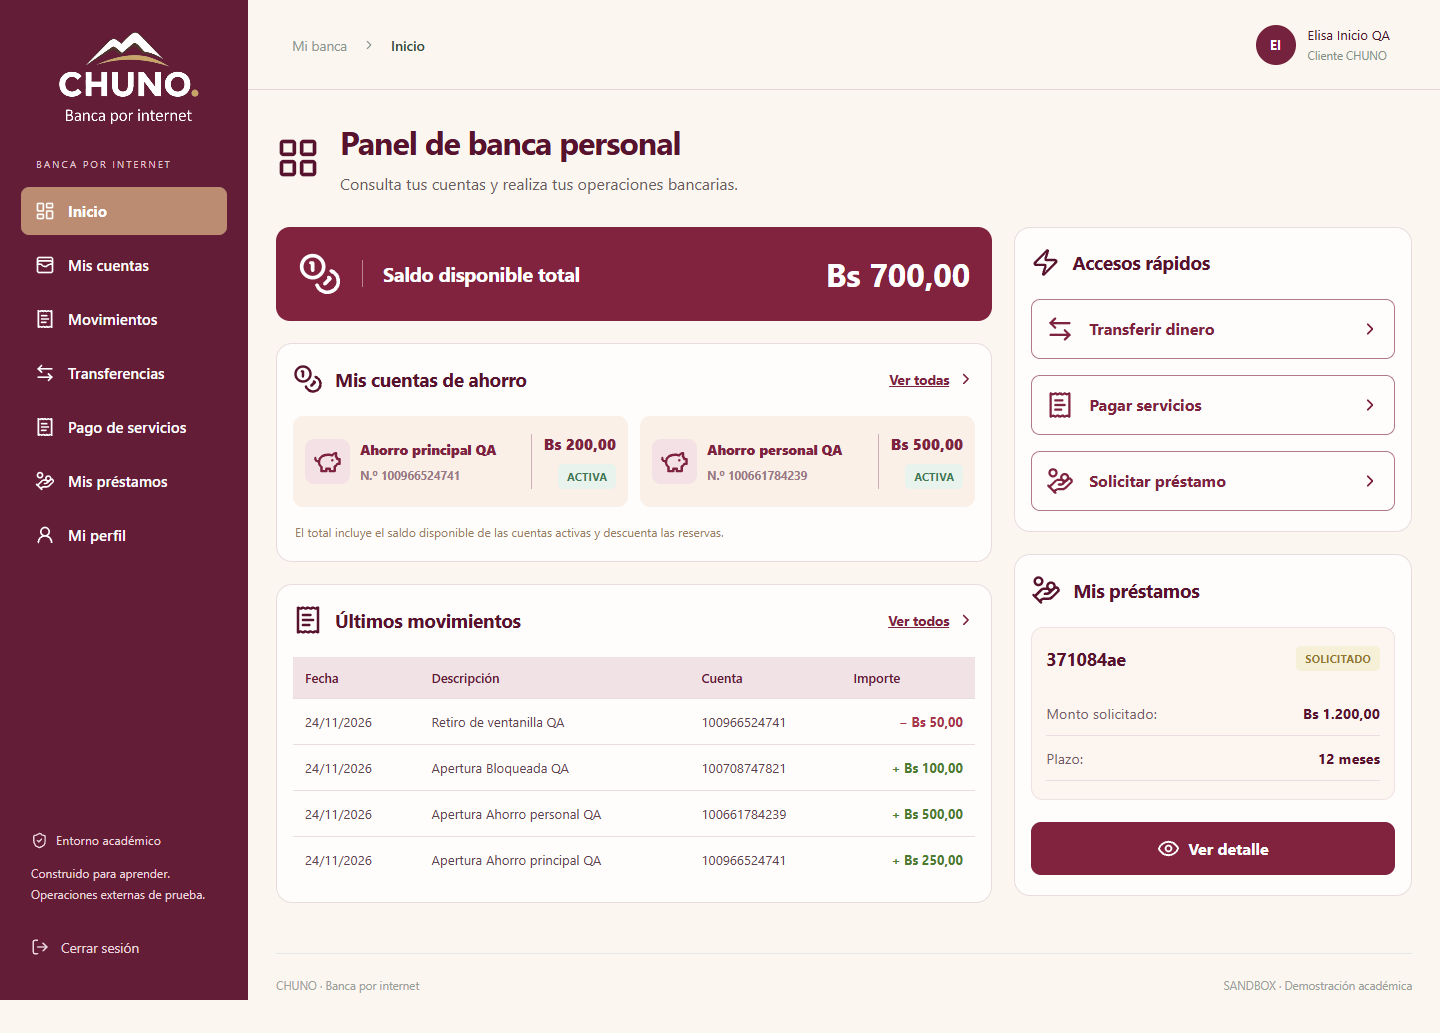 CHUNO.
Banca por internet
BANCA POR INTERNET
Inicio
Mis cuentas
Movimientos
Transferencias
Pago de servicios
Mis préstamos
Mi perfil
Entorno académico
Construido para aprender.
Operaciones externas de prueba.
Cerrar sesión
Mi banca > Inicio
EI
Elisa Inicio QA
Cliente CHUNO
Panel de banca personal
Consulta tus cuentas y realiza tus operaciones bancarias.
Saldo disponible total Bs 700,00
Mis cuentas de ahorro Ver todas
Ahorro principal QA Bs 200,00
N.º 100966524741 ACTIVA
Ahorro personal QA Bs 500,00
N.º 100661784239 ACTIVA
El total incluye el saldo disponible de las cuentas activas y descuenta las reservas.
Últimos movimientos Ver todos
Fecha Descripción Cuenta Importe
24/11/2026 Retiro de ventanilla QA 100966524741 − Bs 50,00
24/11/2026 Apertura Bloqueada QA 100708747821 + Bs 100,00
24/11/2026 Apertura Ahorro personal QA 100661784239 + Bs 500,00
24/11/2026 Apertura Ahorro principal QA 100966524741 + Bs 250,00
Accesos rápidos
Transferir dinero
Pagar servicios
Solicitar préstamo
Mis préstamos
371084ae SOLICITADO
Monto solicitado: Bs 1.200,00
Plazo: 12 meses
Ver detalle
CHUNO · Banca por internet
SANDBOX · Demostración académica